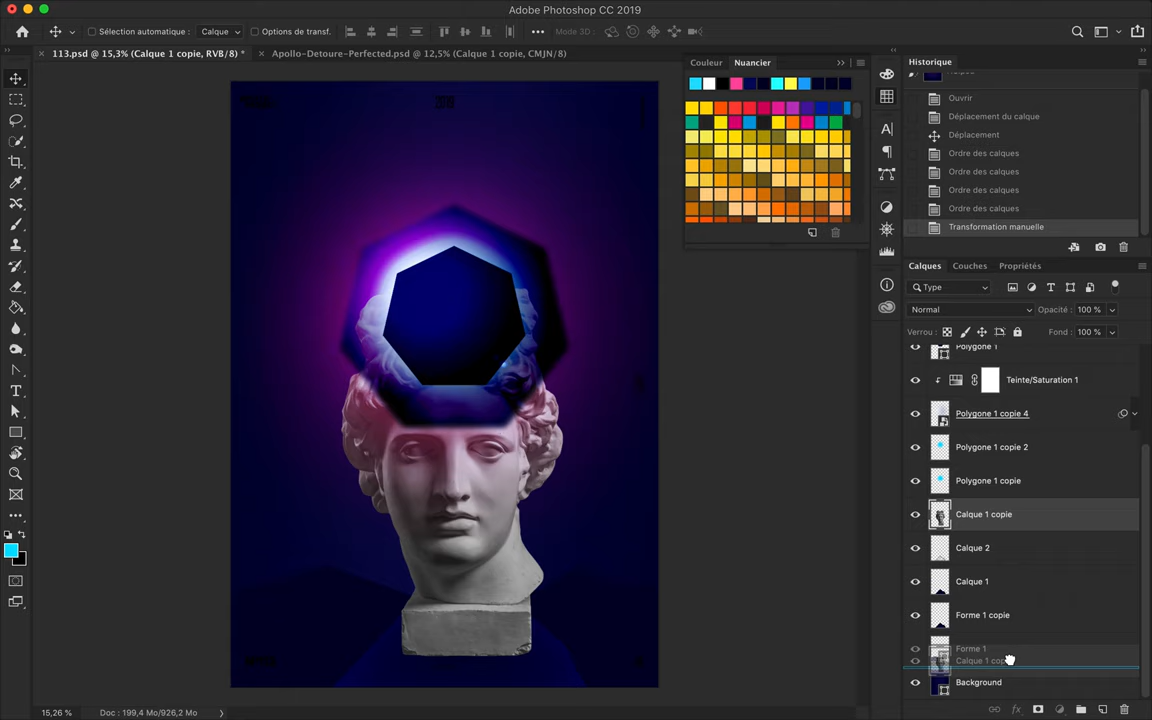 Adobe Photoshop CC 2019
Sélection automatique :
Calque
Options de transf.
Mode 3D :
113.psd @ 15,3% (Calque 1 copie, RVB/8) *
Apollo-Detoure-Perfected.psd @ 12,5% (Calque 1 copie, CMJN/8)
Couleur
Nuancier
Historique
Ouvrir
Déplacement du calque
Déplacement
Ordre des calques
Ordre des calques
Ordre des calques
Ordre des calques
Transformation manuelle
Calques
Couches
Propriétés
Type
Normal
Opacité : 100 %
Verrou :
Fond : 100 %
Polygone 1
Teinte/Saturation 1
Polygone 1 copie 4
Polygone 1 copie 2
Polygone 1 copie
Calque 1 copie
Calque 2
Calque 1
Forme 1 copie
Forme 1
Calque 1
Background
15,26 %
Doc : 199,4 Mo/926,2 Mo